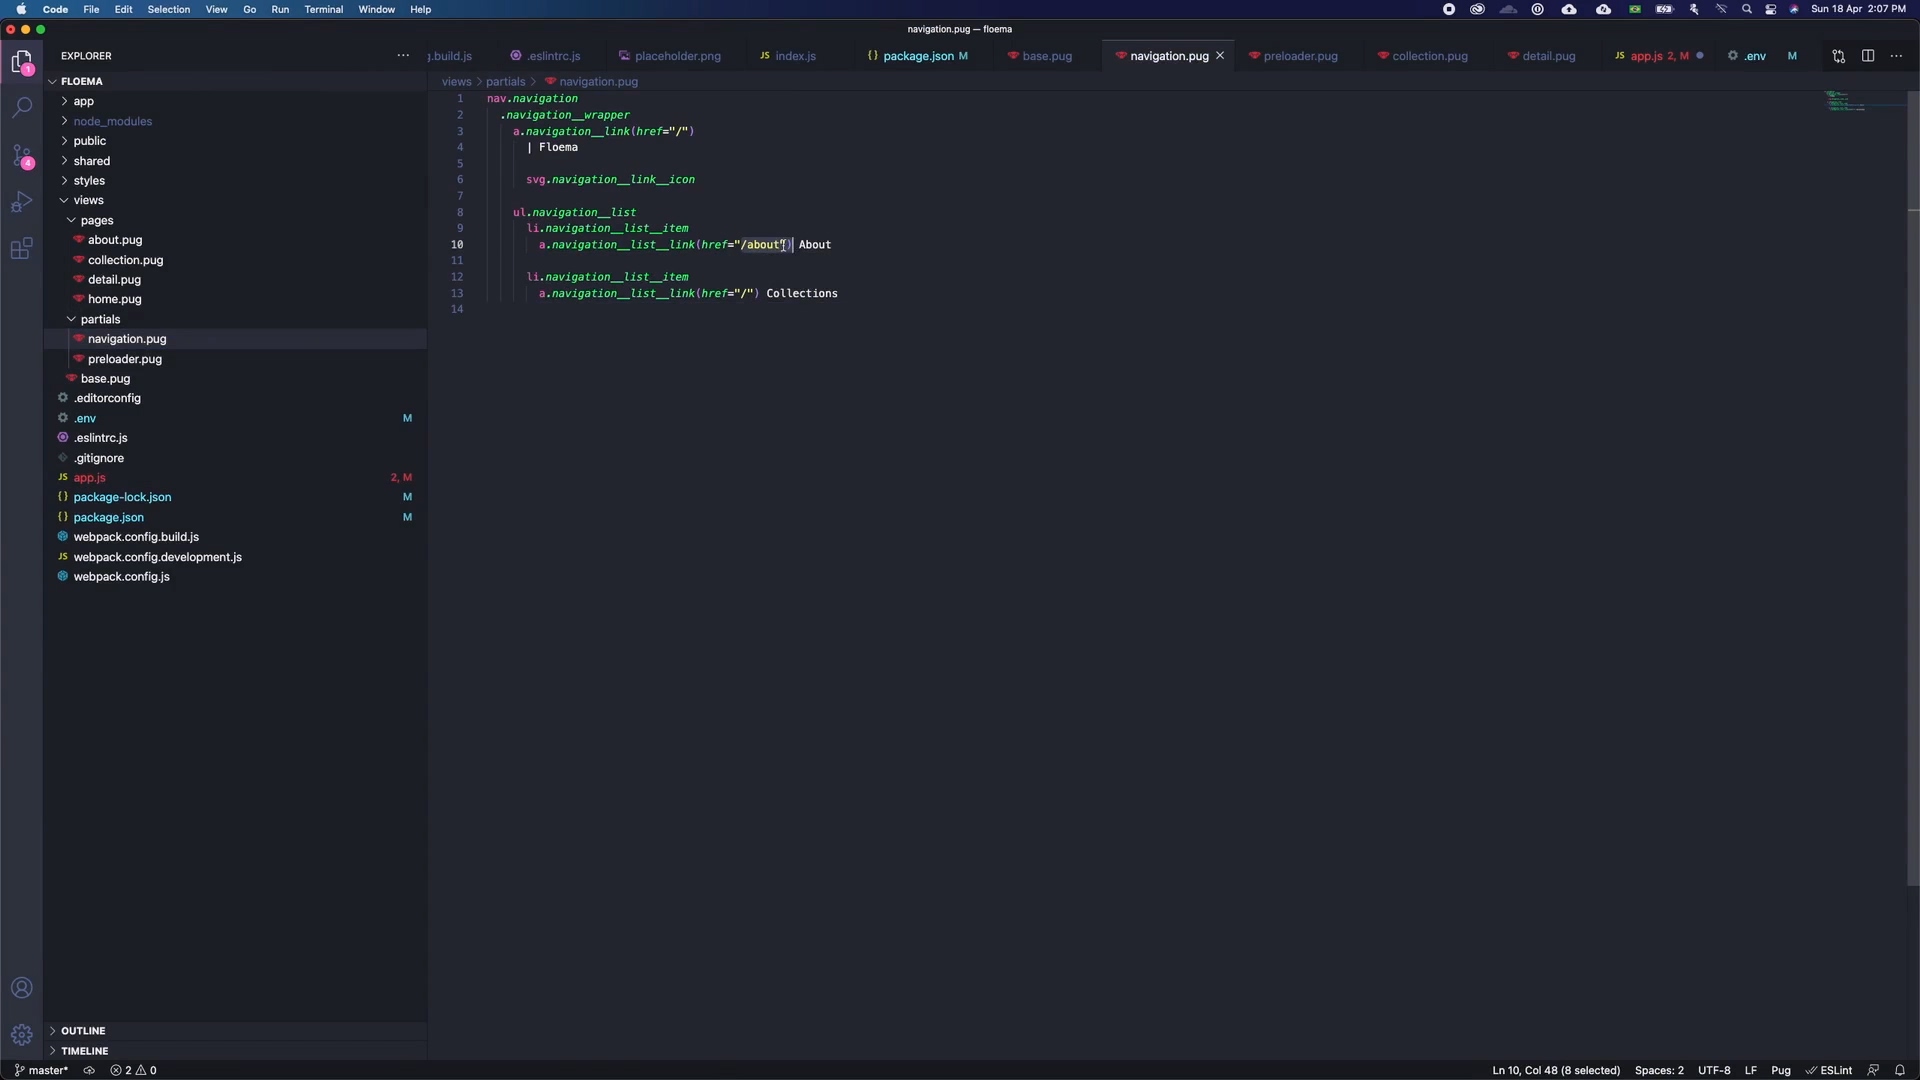 Code File Edit Selection View Go Run Terminal Window Help Sun 18 Apr 2:07 PM
navigation.pug — floema
EXPLORER
g.build.js .eslintrc.js placeholder.png JS index.js {} package.json M base.pug navigation.pug preloader.pug collection.pug detail.pug JS app.js 2, M .env M
1
FLOEMA
views > partials > navigation.pug
app
node_modules
public
shared
4
styles
views
pages
about.pug
collection.pug
detail.pug
home.pug
partials
navigation.pug
preloader.pug
base.pug
.editorconfig
.env M
.eslintrc.js
.gitignore
JS app.js 2, M
{} package-lock.json M
{} package.json M
webpack.config.build.js
JS webpack.config.development.js
webpack.config.js
OUTLINE
TIMELINE
1 nav.navigation
2 .navigation__wrapper
3 a.navigation__link(href="/")
4 | Floema
5
6 svg.navigation__link__icon
7
8 ul.navigation__list
9 li.navigation__list__item
10 a.navigation__list__link(href="/about") About
11
12 li.navigation__list__item
13 a.navigation__list__link(href="/") Collections
14
master* 2 0 Ln 10, Col 48 (8 selected) Spaces: 2 UTF-8 LF Pug ESLint